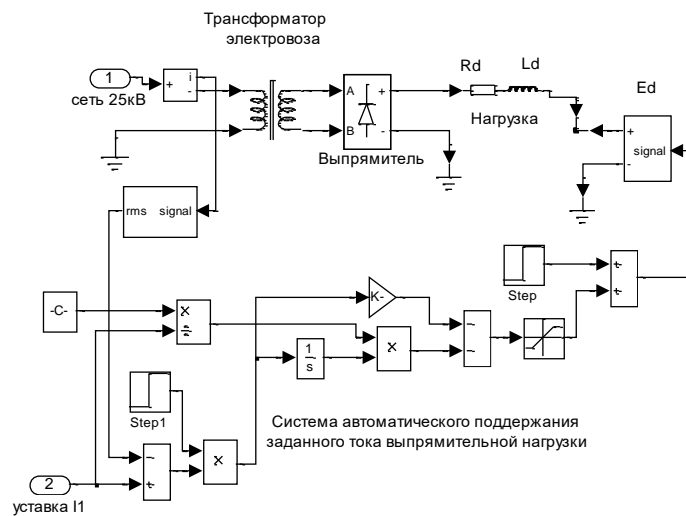 Трансформатор
электровоза
1
сеть 25кВ
+
i
-
A
B
+
-
Выпрямитель
Rd
Ld
Нагрузка
Ed
+
signal
-
rms signal
-C-
×
÷
K-
1
s
×
-
-
Step
+
+
Step1
×
-
+
Система автоматического поддержания
заданного тока выпрямительной нагрузки
2
уставка I1